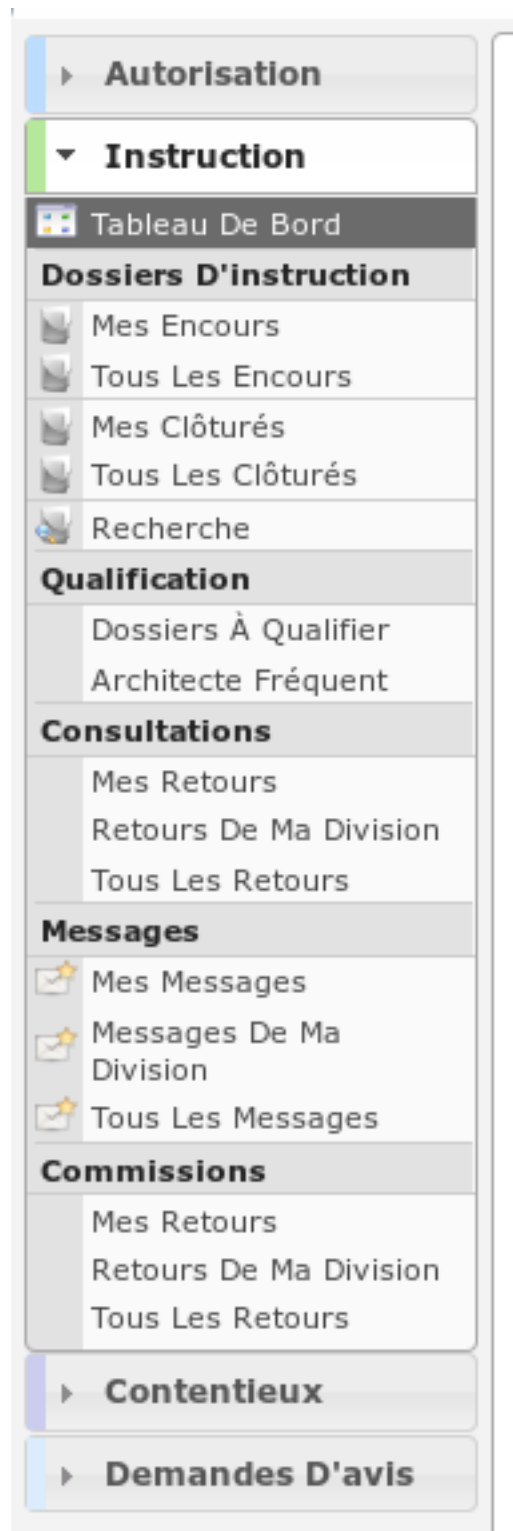 Autorisation
Instruction
Tableau De Bord
Dossiers D'instruction
Mes Encours
Tous Les Encours
Mes Clôturés
Tous Les Clôturés
Recherche
Qualification
Dossiers À Qualifier
Architecte Fréquent
Consultations
Mes Retours
Retours De Ma Division
Tous Les Retours
Messages
Mes Messages
Messages De Ma
Division
Tous Les Messages
Commissions
Mes Retours
Retours De Ma Division
Tous Les Retours
Contentieux
Demandes D'avis